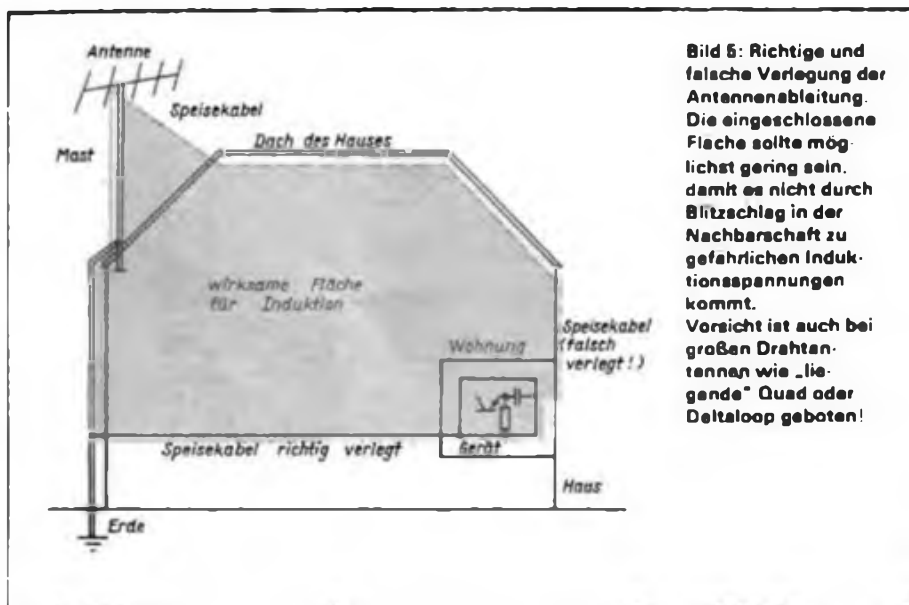 Antenne
Speisekabel
Dach des Hauses
Mast
wirksame Fläche
für Induktion
Speisekabel
(falsch
verlegt!)
Wohnung
Speisekabel richtig verlegt
Gerät
Haus
Erde
Bild 5: Richtige und
falsche Verlegung der
Antennenableitung.
Die eingeschlossene
Fläche sollte mög-
lichst gering sein,
damit es nicht durch
Blitzschlag in der
Nachbarschaft zu
gefährlichen Induk-
tionsspannungen
kommt.
Vorsicht ist auch bei
großen Drahtan-
tennen wie „lie-
gende" Quad oder
Deltaloop geboten!